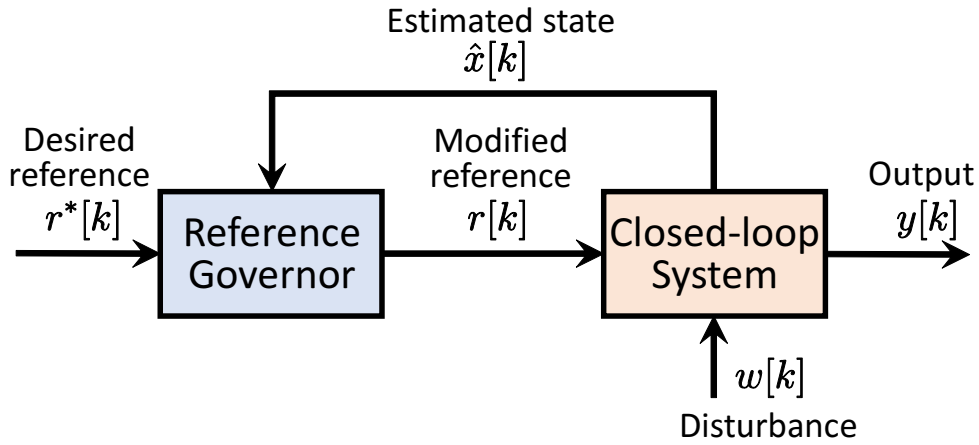 Estimated state
x̂[k]
Desired
reference
r*[k]
Modified
reference
r[k]
Output
y[k]
Reference
Governor
Closed-loop
System
w[k]
Disturbance